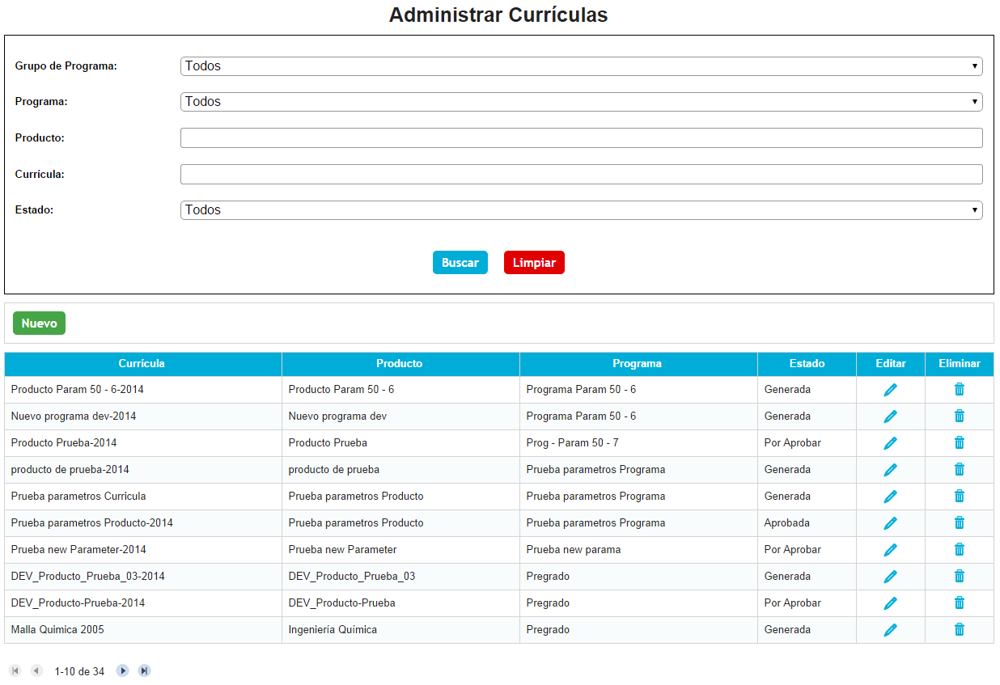 Administrar Currículas
Grupo de Programa: Todos
Programa: Todos
Producto:
Currícula:
Estado: Todos
Buscar Limpiar
Nuevo
Currícula Producto Programa Estado Editar Eliminar
Producto Param 50 - 6-2014 Producto Param 50 - 6 Programa Param 50 - 6 Generada
Nuevo programa dev-2014 Nuevo programa dev Programa Param 50 - 6 Generada
Producto Prueba-2014 Producto Prueba Prog - Param 50 - 7 Por Aprobar
producto de prueba-2014 producto de prueba Prueba parametros Programa Generada
Prueba parametros Curricula Prueba parametros Producto Prueba parametros Programa Generada
Prueba parametros Producto-2014 Prueba parametros Producto Prueba parametros Programa Aprobada
Prueba new Parameter-2014 Prueba new Parameter Prueba new parama Por Aprobar
DEV_Producto_Prueba_03-2014 DEV_Producto_Prueba_03 Pregrado Generada
DEV_Producto-Prueba-2014 DEV_Producto-Prueba Pregrado Por Aprobar
Malla Quimica 2005 Ingeniería Química Pregrado Generada
1-10 de 34